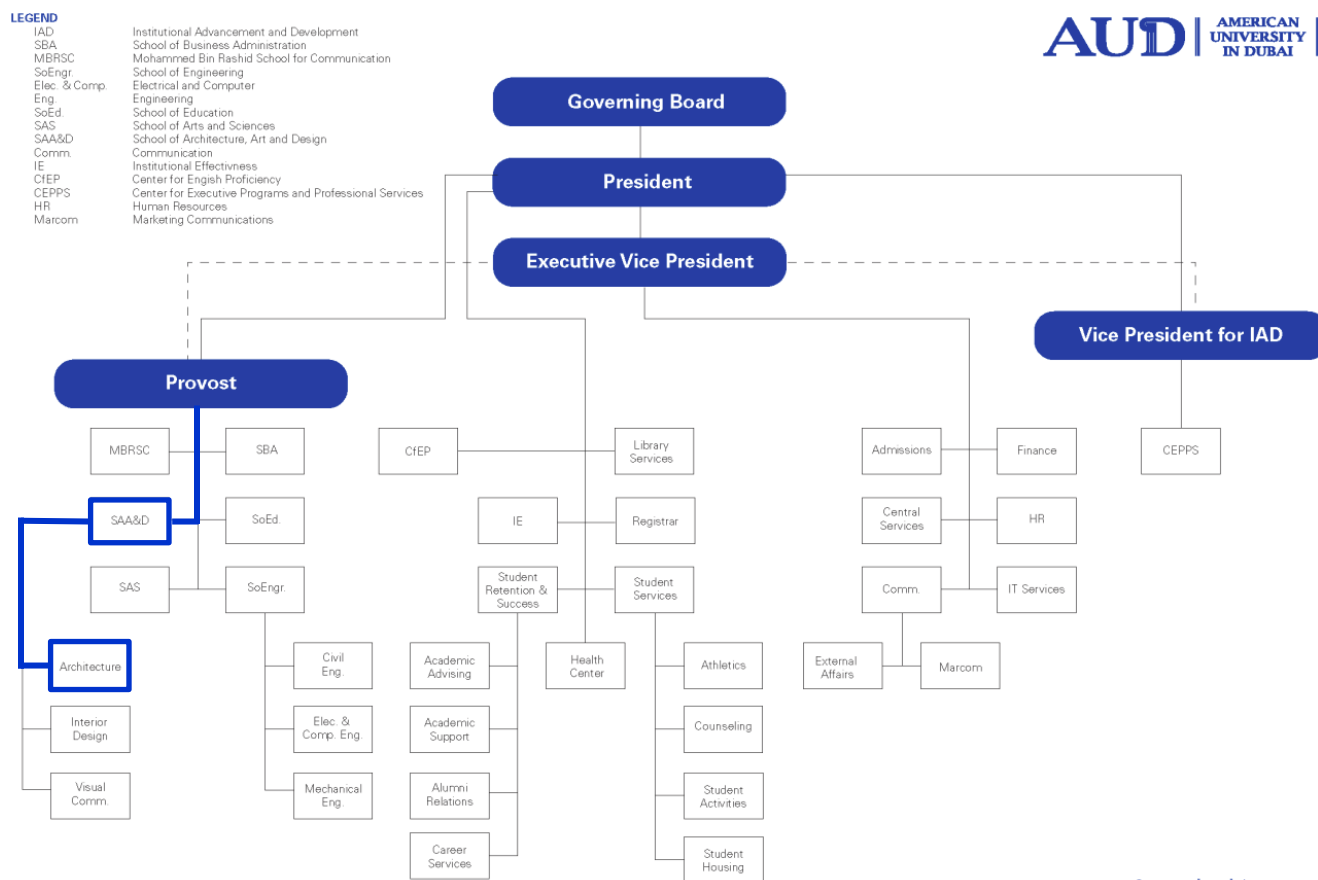 LEGEND
IAD Institutional Advancement and Development
SBA School of Business Administration
MBRSC Mohammed Bin Rashid School for Communication
SoEngr. School of Engineering
Elec. & Comp. Electrical and Computer
Eng. Engineering
SoEd. School of Education
SAS School of Arts and Sciences
SAA&D School of Architecture, Art and Design
Comm. Communication
IE Institutional Effectivness
CfEP Center for Engish Proficiency
CEPPS Center for Executive Programs and Professional Services
HR Human Resources
Marcom Marketing Communications
AUD
AMERICAN
UNIVERSITY
IN DUBAI
Governing Board
President
Executive Vice President
Vice President for IAD
Provost
MBRSC
SBA
CfEP
Library
Services
Admissions
Finance
CEPPS
SAA&D
SoEd.
IE
Registrar
Central
Services
HR
SAS
SoEngr.
Student
Retention &
Success
Student
Services
Comm.
IT Services
Architecture
Civil
Eng.
Academic
Advising
Health
Center
Athletics
External
Affairs
Marcom
Interior
Design
Elec. &
Comp. Eng.
Academic
Support
Counseling
Visual
Comm.
Mechanical
Eng.
Alumni
Relations
Student
Activities
Career
Services
Student
Housing